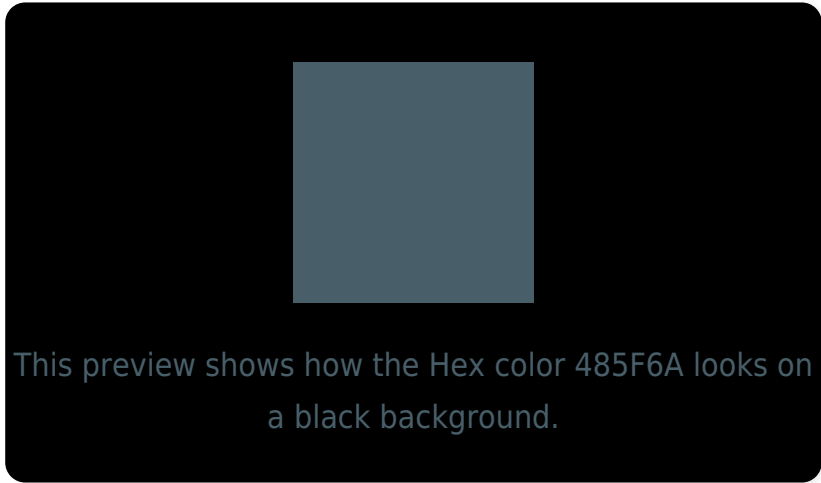 This preview shows how the Hex color 485F6A looks on
a black background.